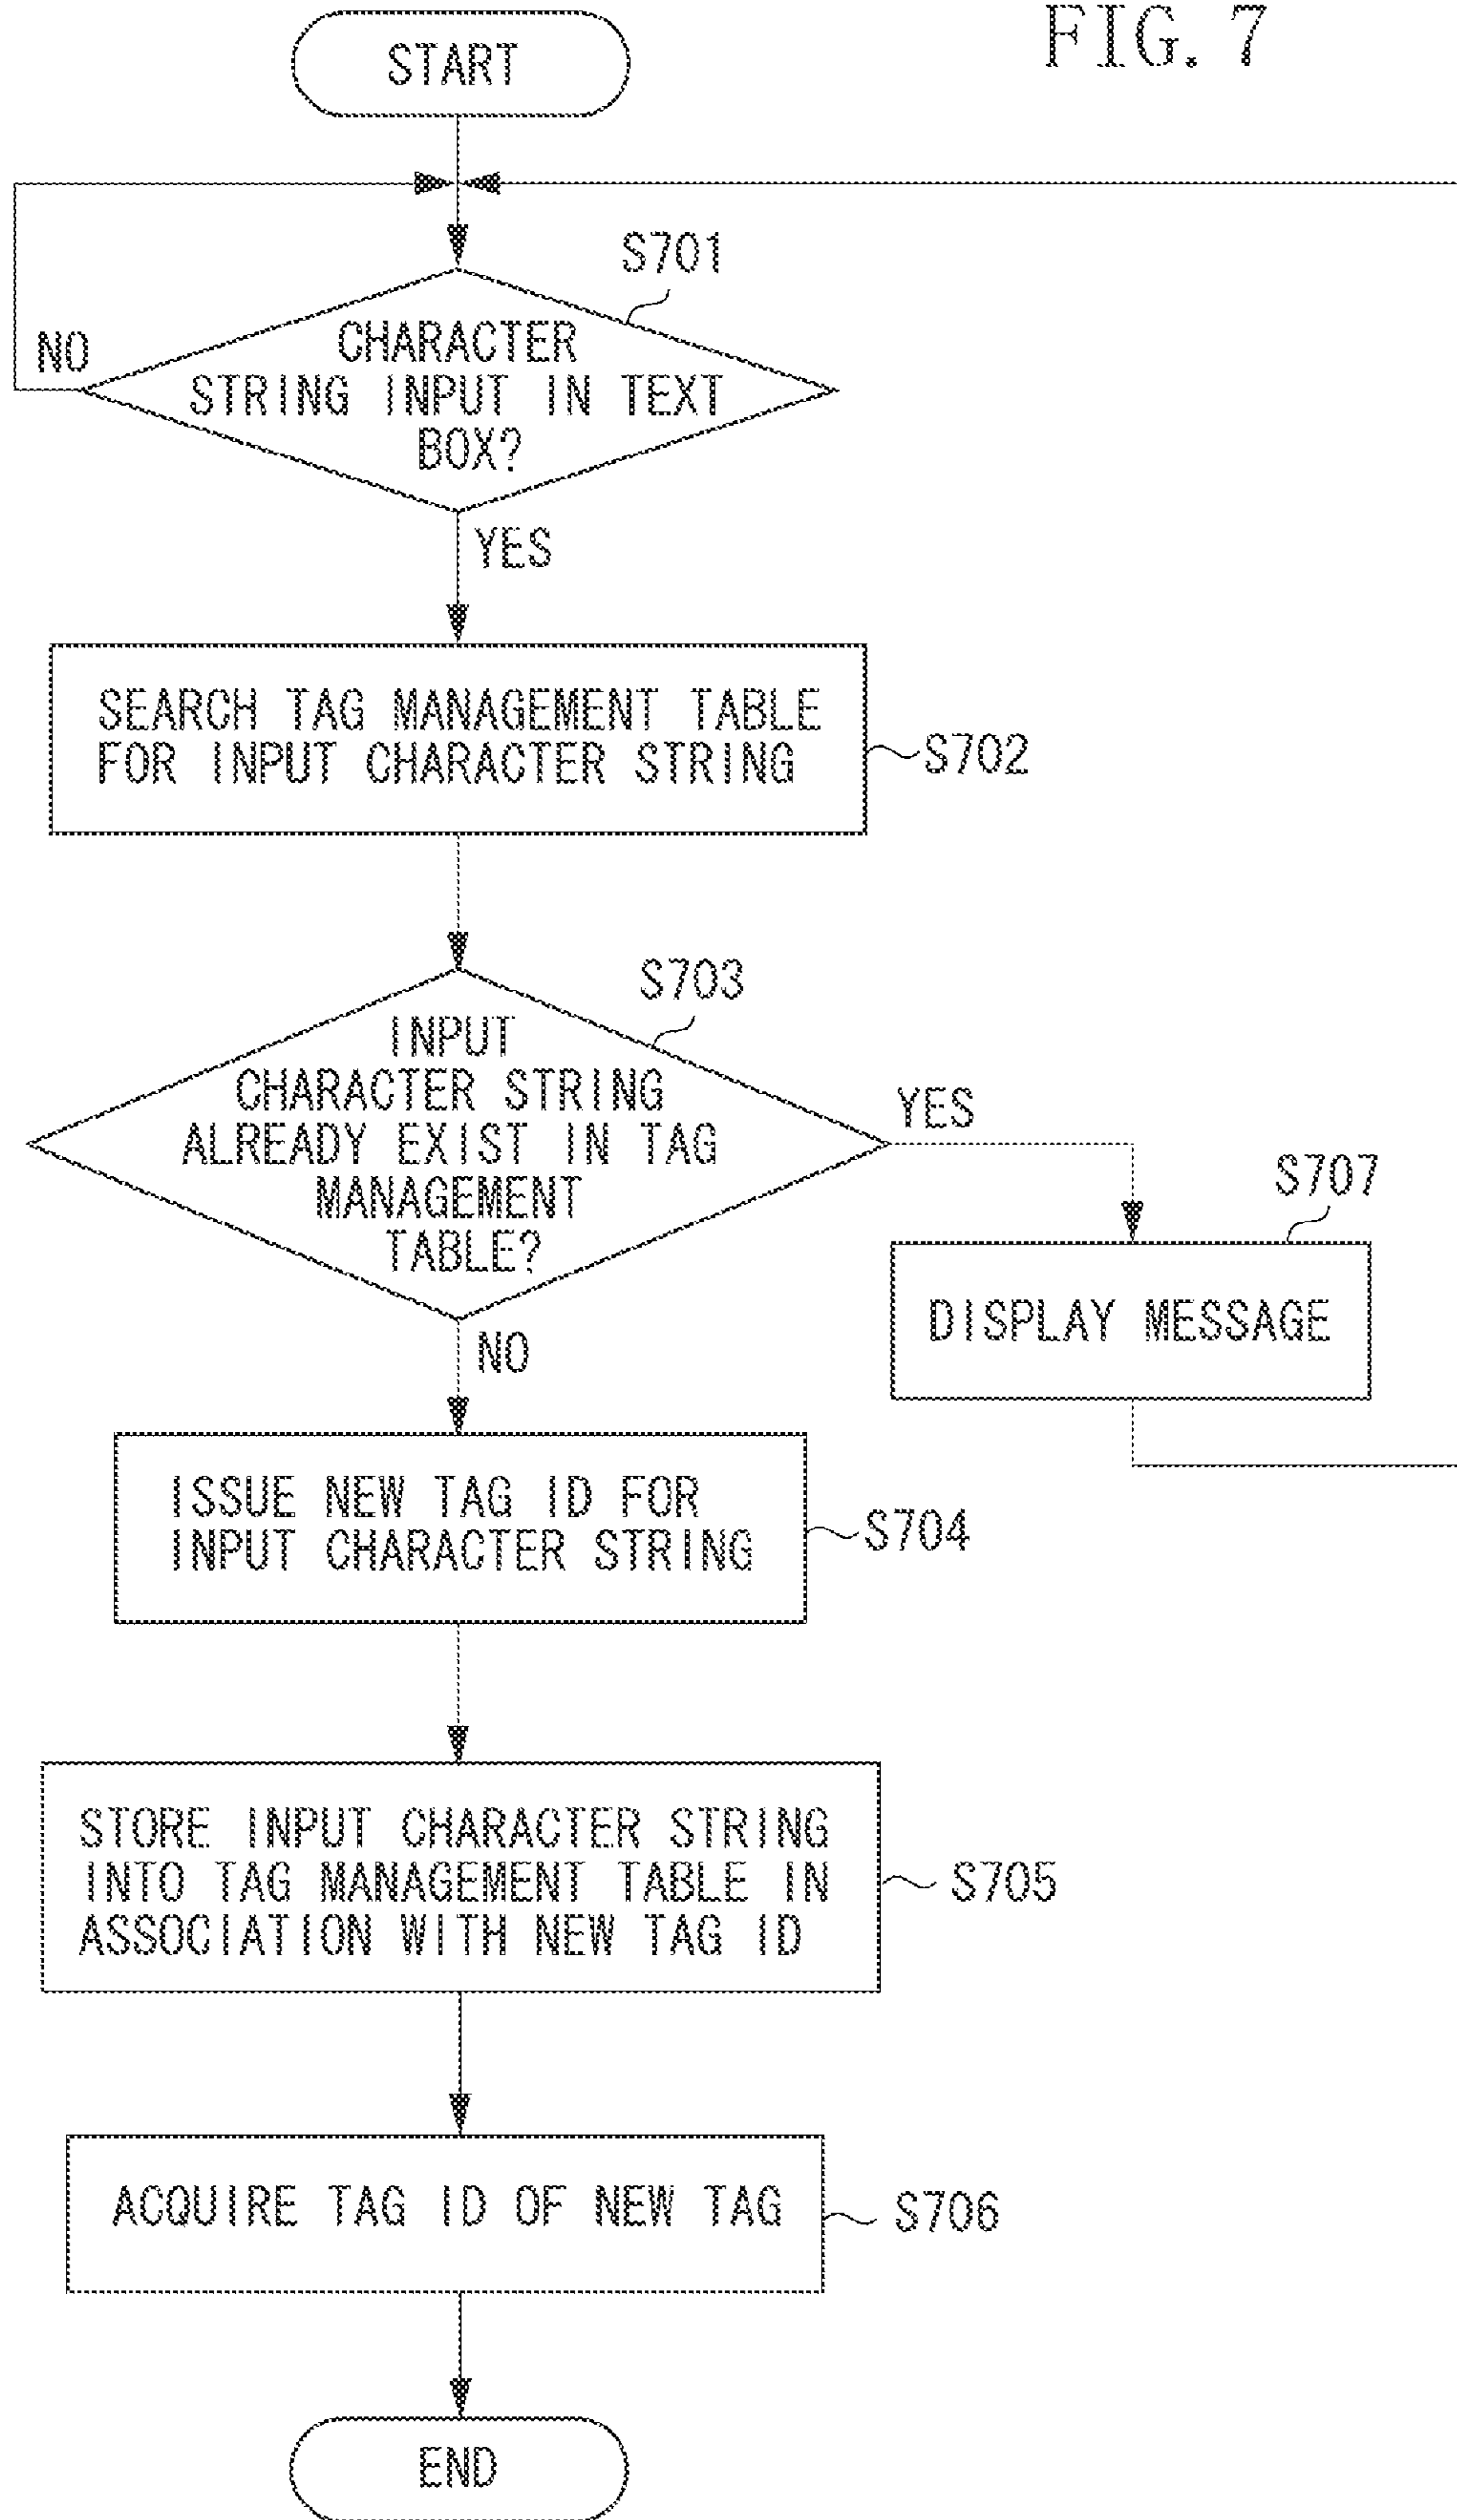 FIG. 7
START
S701
NO
CHARACTER
STRING INPUT IN TEXT
BOX?
YES
SEARCH TAG MANAGEMENT TABLE
FOR INPUT CHARACTER STRING
S702
S703
INPUT
CHARACTER STRING
ALREADY EXIST IN TAG
MANAGEMENT
TABLE?
YES
S707
DISPLAY MESSAGE
NO
ISSUE NEW TAG ID FOR
INPUT CHARACTER STRING
S704
STORE INPUT CHARACTER STRING
INTO TAG MANAGEMENT TABLE IN
ASSOCIATION WITH NEW TAG ID
S705
ACQUIRE TAG ID OF NEW TAG
S706
END